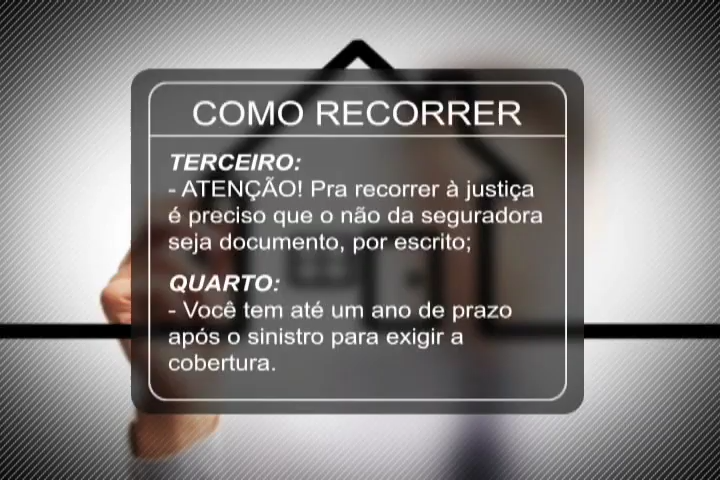 COMO RECORRER
TERCEIRO:
- ATENÇÃO! Pra recorrer à justiça
é preciso que o não da seguradora
seja documento, por escrito;
QUARTO:
- Você tem até um ano de prazo
após o sinistro para exigir a
cobertura.